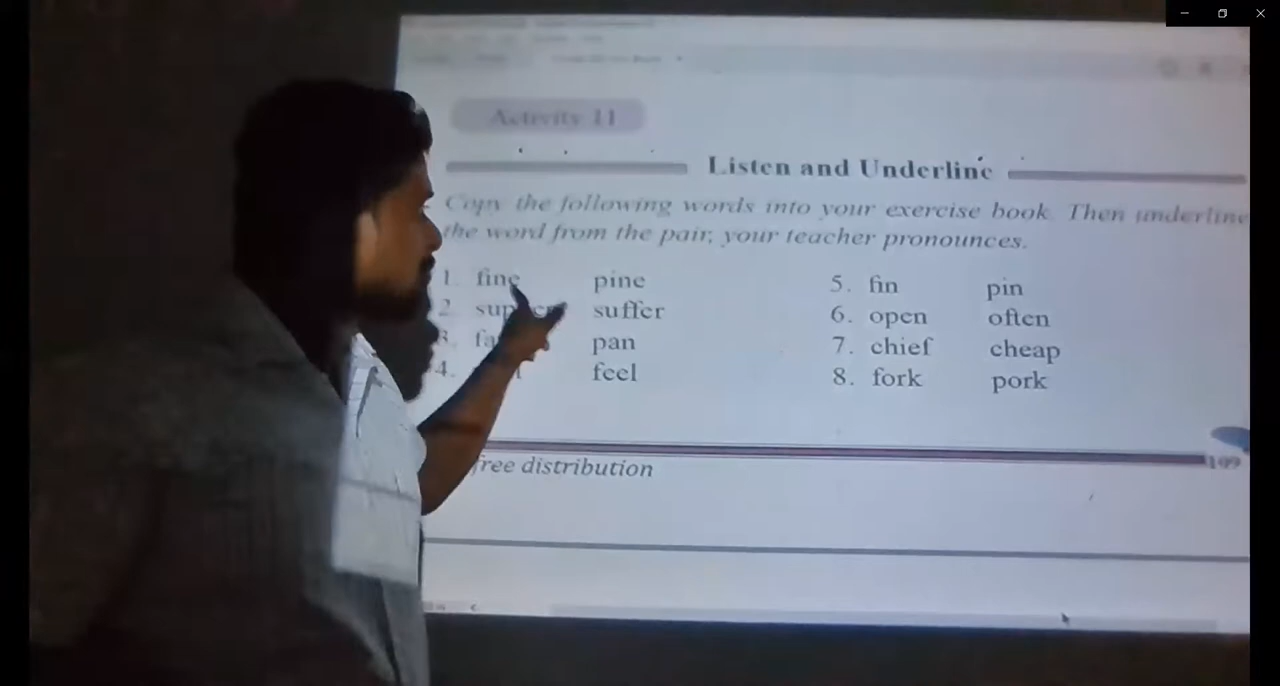 Activity 11
Listen and Underline
Copy the following words into your exercise book. Then underline
the word from the pair, your teacher pronounces.
1. fine pine 5. fin pin
2. suffer 6. open often
3. pan 7. chief cheap
4. feel 8. fork pork
free distribution
109